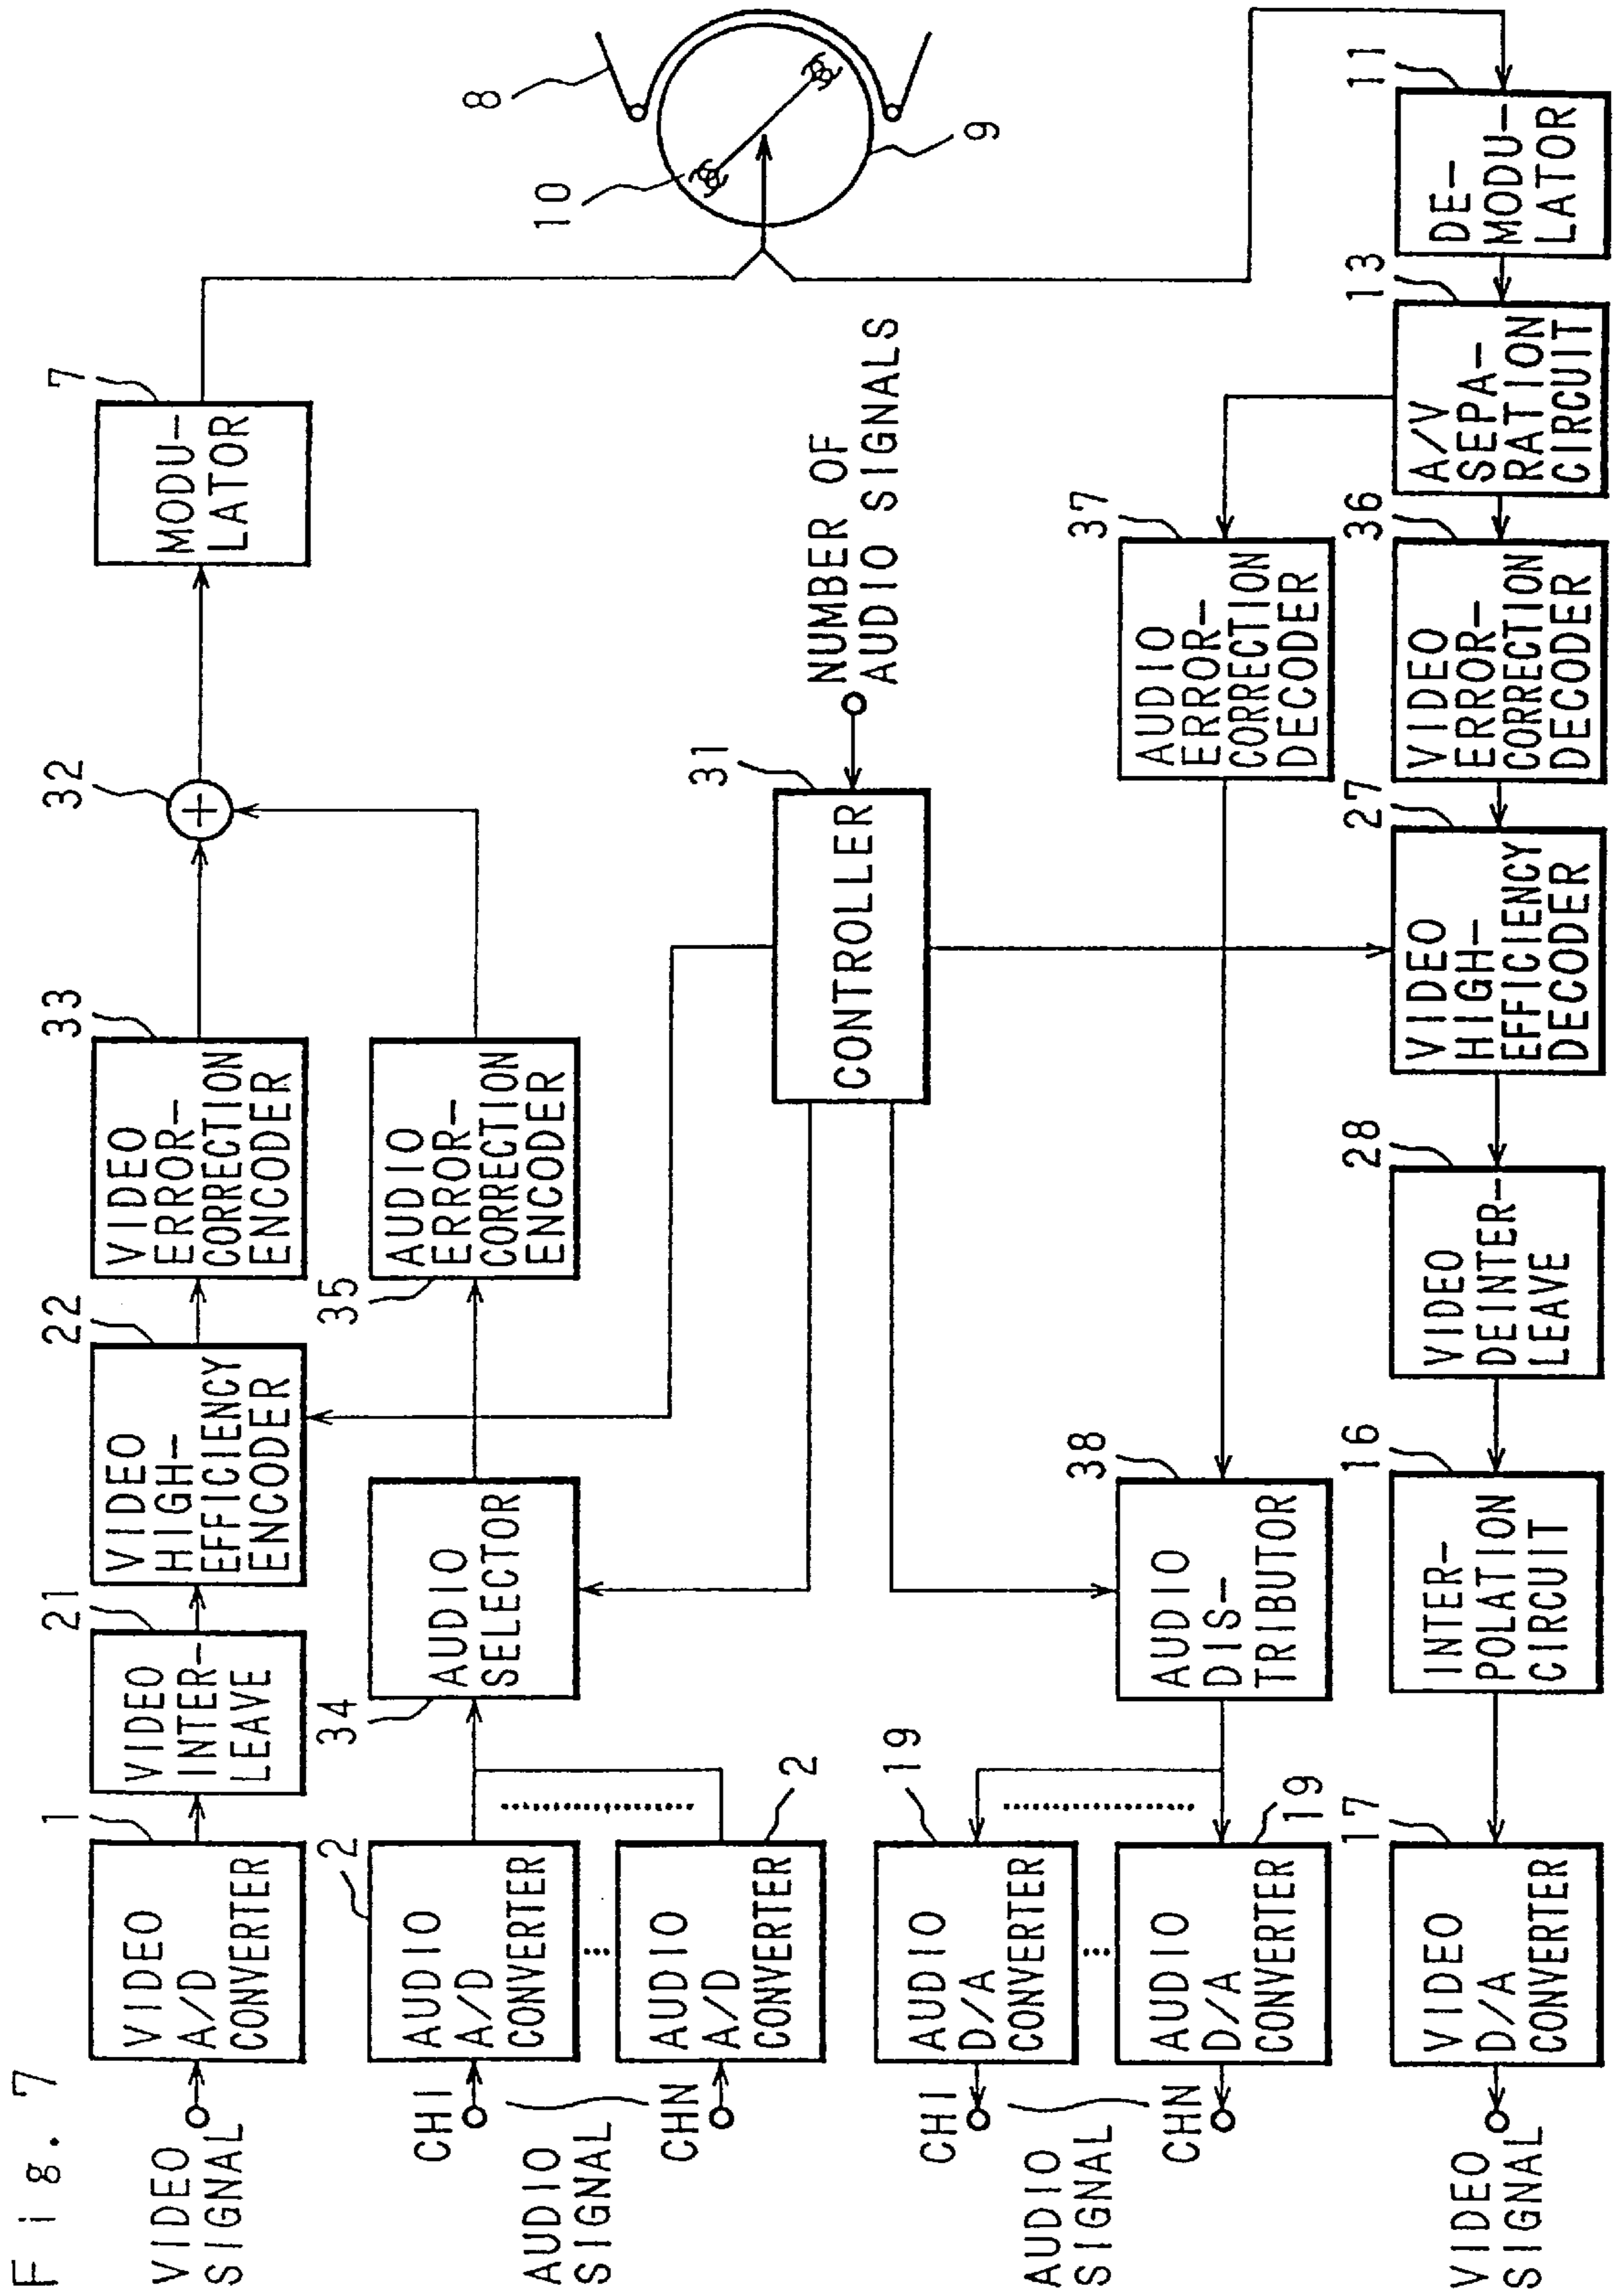 Fig. 7
VIDEO
SIGNAL
1
VIDEO
A/D
CONVERTER
21
VIDEO
INTER-
LEAVE
22
VIDEO
HIGH-
EFFICIENCY
ENCODER
33
VIDEO
ERROR-
CORRECTION
ENCODER
32
+
7
MODU-
LATOR
AUDIO
SIGNAL
CH1
CHN
2
AUDIO
A/D
CONVERTER
AUDIO
A/D
CONVERTER
2
34
AUDIO
SELECTOR
35
AUDIO
ERROR-
CORRECTION
ENCODER
31
CONTROLLER
NUMBER OF
AUDIO SIGNALS
8
10
9
AUDIO
SIGNAL
CH1
CHN
19
AUDIO
D/A
CONVERTER
19
AUDIO
D/A
CONVERTER
38
AUDIO
DIS-
TRIBUTOR
37
AUDIO
ERROR-
CORRECTION
DECODER
VIDEO
SIGNAL
17
VIDEO
D/A
CONVERTER
16
INTER-
POLATION
CIRCUIT
28
VIDEO
DEINTER-
LEAVE
27
VIDEO
HIGH-
EFFICIENCY
DECODER
36
VIDEO
ERROR-
CORRECTION
DECODER
13
A/V
SEPA-
RATION
CIRCUIT
11
DE-
MODU-
LATOR